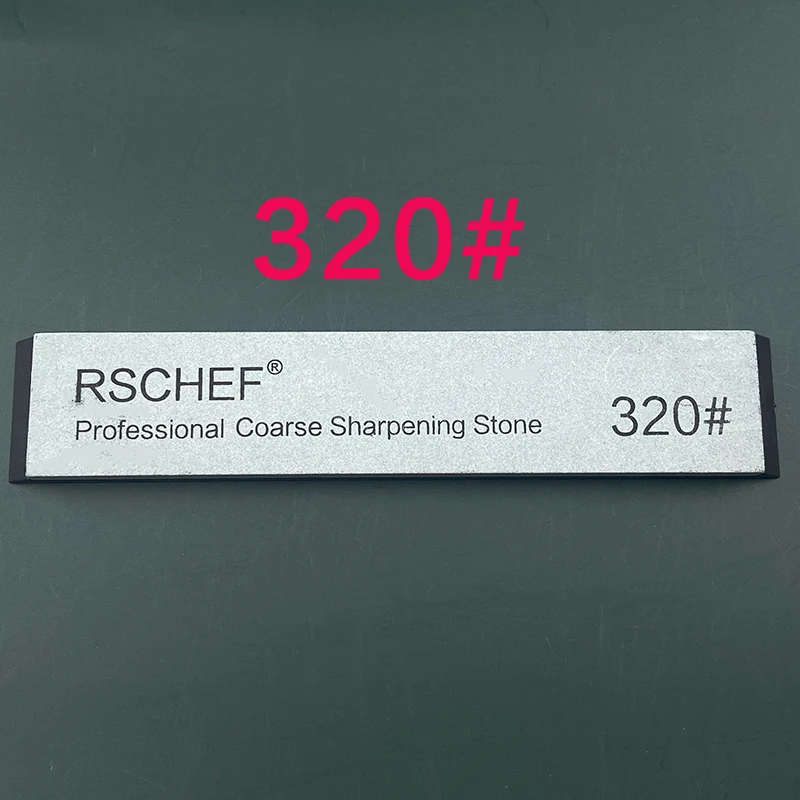 320#
RSCHEF®
Professional Coarse Sharpening Stone
320#